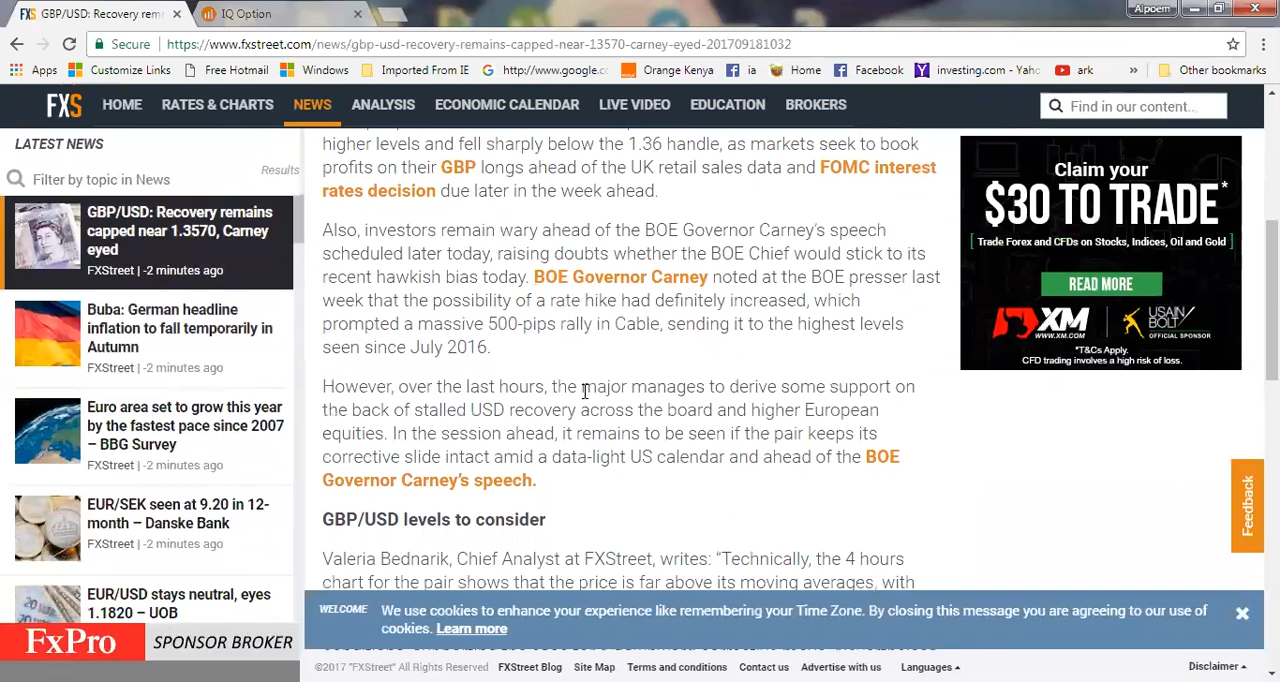 GBP/USD: Recovery rem
IQ Option
Alpoem
Secure
https://www.fxstreet.com/news/gbp-usd-recovery-remains-capped-near-13570-carney-eyed-201709181032
Apps
Customize Links
Free Hotmail
Windows
Imported From IE
http://www.google.cc
Orange Kenya
ia
Home
Facebook
investing.com - Yaho
ark
»
Other bookmarks
FXS
HOME
RATES & CHARTS
NEWS
ANALYSIS
ECONOMIC CALENDAR
LIVE VIDEO
EDUCATION
BROKERS
Find in our content..
LATEST NEWS
Results
Filter by topic in News
GBP/USD: Recovery remains
capped near 1.3570, Carney
eyed
FXStreet | -2 minutes ago
Buba: German headline
inflation to fall temporarily in
Autumn
FXStreet | -2 minutes ago
Euro area set to grow this year
by the fastest pace since 2007
– BBG Survey
FXStreet | -2 minutes ago
EUR/SEK seen at 9.20 in 12-
month – Danske Bank
FXStreet | -2 minutes ago
EUR/USD stays neutral, eyes
1.1820 – UOB
FxPro
SPONSOR BROKER
higher levels and fell sharply below the 1.36 handle, as markets seek to book
profits on their GBP longs ahead of the UK retail sales data and FOMC interest
rates decision due later in the week ahead.
Also, investors remain wary ahead of the BOE Governor Carney's speech
scheduled later today, raising doubts whether the BOE Chief would stick to its
recent hawkish bias today. BOE Governor Carney noted at the BOE presser last
week that the possibility of a rate hike had definitely increased, which
prompted a massive 500-pips rally in Cable, sending it to the highest levels
seen since July 2016.
However, over the last hours, the major manages to derive some support on
the back of stalled USD recovery across the board and higher European
equities. In the session ahead, it remains to be seen if the pair keeps its
corrective slide intact amid a data-light US calendar and ahead of the BOE
Governor Carney's speech.
GBP/USD levels to consider
Valeria Bednarik, Chief Analyst at FXStreet, writes: “Technically, the 4 hours
chart for the pair shows that the price is far above its moving averages, with
Claim your
$30 TO TRADE*
[ Trade Forex and CFDs on Stocks, Indices, Oil and Gold ]
READ MORE
XM
WWW.XM.COM
USAIN
BOLT
OFFICIAL SPONSOR
*T&Cs Apply.
CFD trading involves a high risk of loss.
Feedback
WELCOME
We use cookies to enhance your experience like remembering your Time Zone. By closing this message you are agreeing to our use of
cookies. Learn more
©2017 "FXStreet" All Rights Reserved
FXStreet Blog
Site Map
Terms and conditions
Contact us
Advertise with us
Languages
Disclaimer